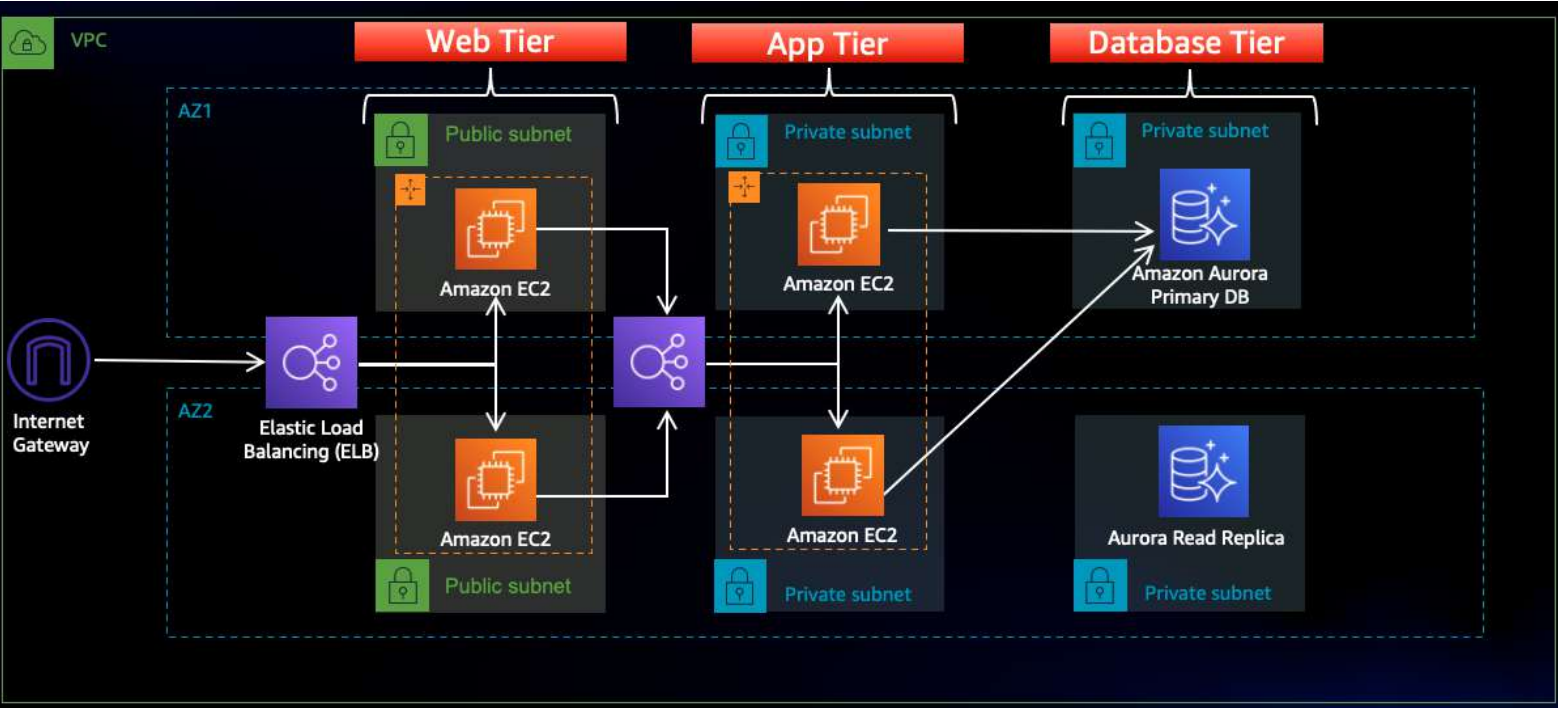 VPC
Web Tier
App Tier
Database Tier
AZ1
Public subnet
Private subnet
Private subnet
Amazon EC2
Amazon EC2
Amazon Aurora
Primary DB
Internet
Gateway
Elastic Load
Balancing (ELB)
AZ2
Amazon EC2
Amazon EC2
Aurora Read Replica
Public subnet
Private subnet
Private subnet